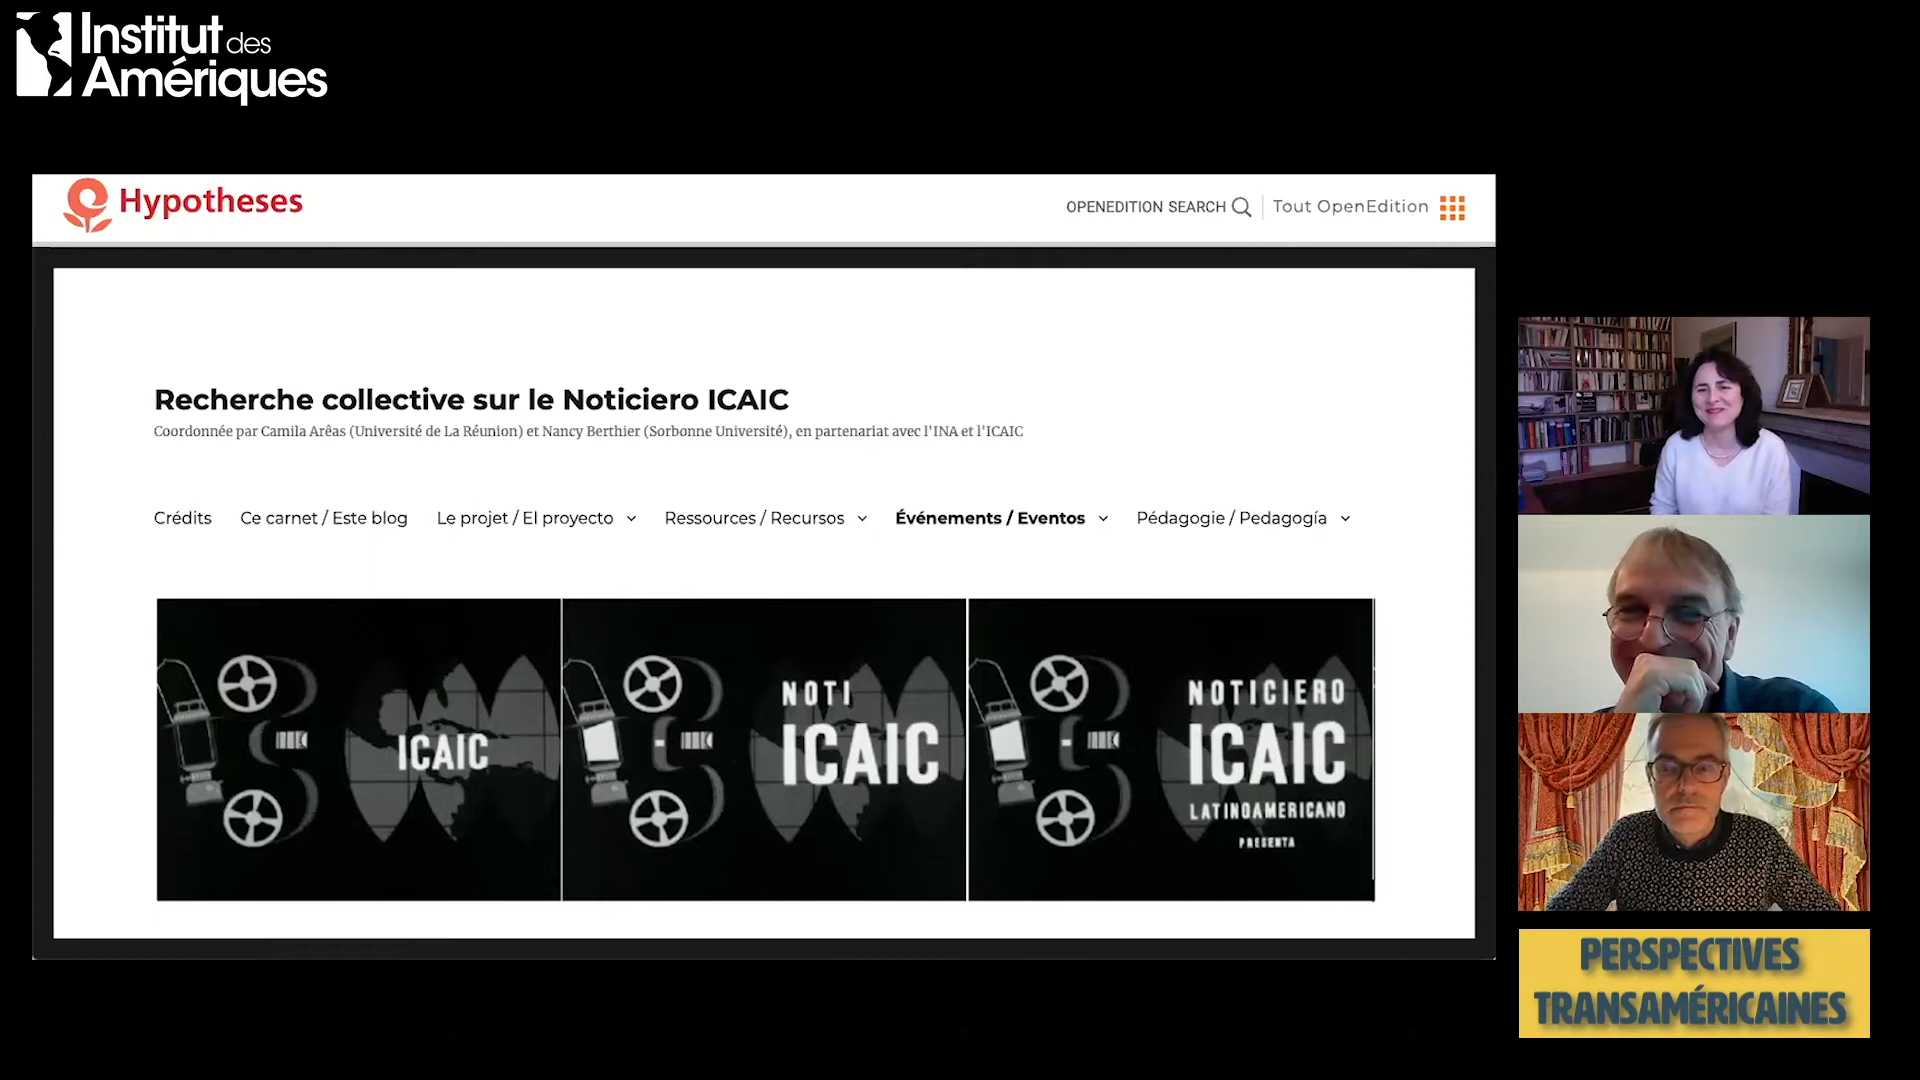 Institut des
Amériques
Hypotheses
OPENEDITION SEARCH
Tout OpenEdition
Recherche collective sur le Noticiero ICAIC
Coordonnée par Camila Arêas (Université de La Réunion) et Nancy Berthier (Sorbonne Université), en partenariat avec l'INA et l'ICAIC
Crédits
Ce carnet / Este blog
Le projet / El proyecto
Ressources / Recursos
Événements / Eventos
Pédagogie / Pedagogía
ICAIC
NOTI
ICAIC
NOTICIERO
ICAIC
LATINOAMERICANO
PRESENTA
PERSPECTIVES
TRANSAMÉRICAINES